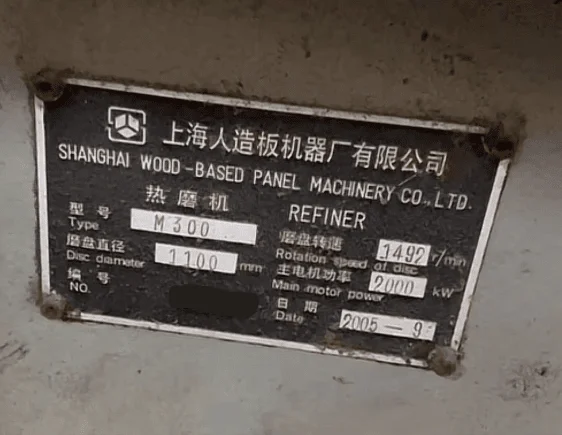 上海人造板机器厂有限公司
SHANGHAI WOOD-BASED PANEL MACHINERY CO., LTD.
热磨机 REFINER
型号 M300
Type
磨盘直径 1100 mm
Disc diameter
编号
NO.
磨盘转速 1492 r/min
Rotation speed of disc
主电机功率 2000 kW
Main motor power
日期 2005-9
Date